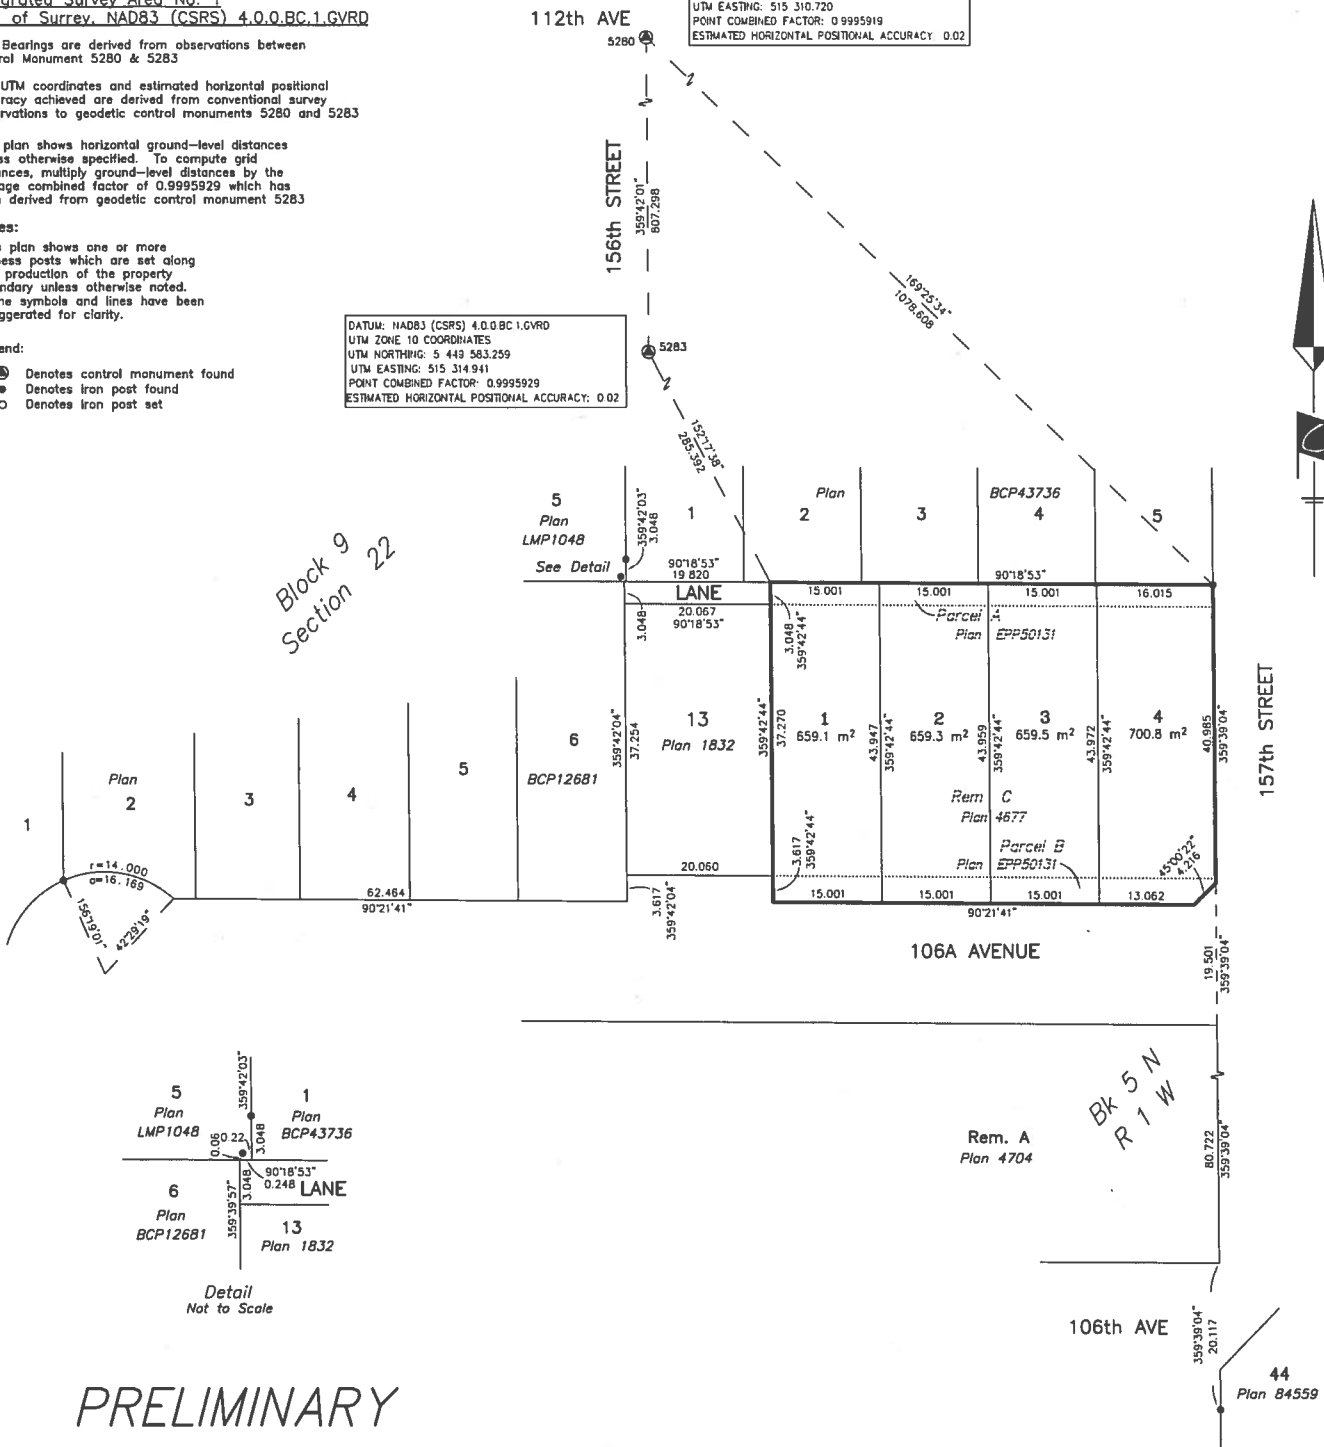 of Surrey, NAD83 (CSRS) 4.0.0.BC.1.GVRD
Bearings are derived from observations between
Monument 5280 & 5283
UTM coordinates and estimated horizontal positional
achieved are derived from conventional survey
to geodetic control monuments 5280 and 5283
plan shows horizontal ground-level distances
otherwise specified. To compute grid
multiply ground-level distances by the
combined factor of 0.9995929 which has
derived from geodetic control monument 5283
plan shows one or more
posts which are set along
production of the property
unless otherwise noted.
symbols and lines have been
for clarity.
Denotes control monument found
Denotes iron post found
Denotes iron post set
112th AVE
5280
UTM EASTING: 515 310.720
POINT COMBINED FACTOR: 0.9995919
ESTIMATED HORIZONTAL POSITIONAL ACCURACY: 0.02
156th STREET
359°42'01"
807.298
169°25'34"
1078.608
DATUM: NAD83 (CSRS) 4.0.0.BC.1.GVRD
UTM ZONE 10 COORDINATES
UTM NORTHING: 5 449 583.259
UTM EASTING: 515 314.941
POINT COMBINED FACTOR: 0.9995929
ESTIMATED HORIZONTAL POSITIONAL ACCURACY: 0.02
5283
152°17'38"
285.392
Block 9
Section 22
5
Plan
LMP1048
See Detail
359°42'03"
3.048
1
2
Plan
3
BCP43736
4
5
90°18'53"
19.820
90°18'53"
LANE
20.067
90°18'53"
3.048
3.048
359°42'44"
15.001
15.001
15.001
16.015
Parcel A
Plan EPP50131
157th STREET
1
Plan
2
3
4
5
6
BCP12681
359°42'04"
37.254
13
Plan 1832
359°42'44"
37.270
1
659.1 m²
43.947
359°42'44"
2
659.3 m²
43.959
359°42'44"
3
659.5 m²
43.972
359°42'44"
4
700.8 m²
40.985
359°39'04"
Rem C
Plan 4677
Parcel B
Plan EPP50131
r=14.000
a=16.169
156°19'01"
42°29'19"
62.464
90°21'41"
20.060
3.617
359°42'04"
3.617
359°42'44"
15.001
15.001
15.001
13.062
45°00'22"
4.216
90°21'41"
106A AVENUE
19.501
359°39'04"
Bk 5 N
R 1 W
Rem. A
Plan 4704
80.722
359°39'04"
5
Plan
LMP1048
359°42'03"
1
Plan
BCP43736
0.06
0.22
3.048
90°18'53"
0.248
LANE
6
Plan
BCP12681
359°39'57"
3.048
13
Plan 1832
Detail
Not to Scale
106th AVE
359°39'04"
20.117
44
Plan 84559
PRELIMINARY